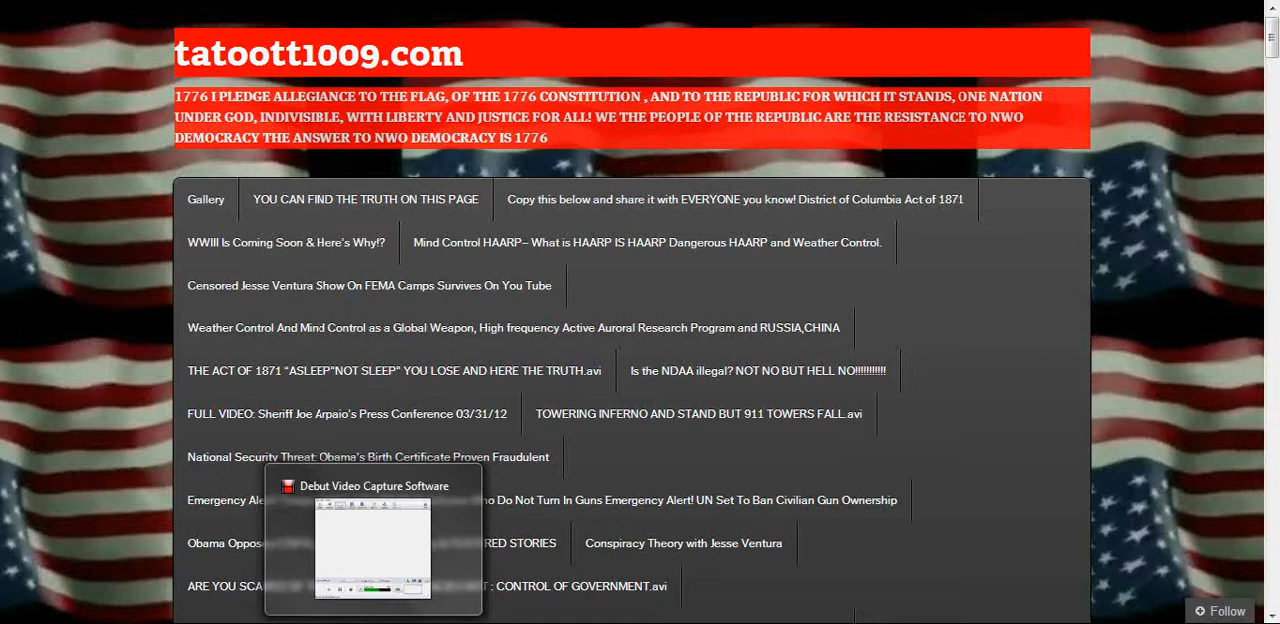 tatoott1009.com
1776 I PLEDGE ALLEGIANCE TO THE FLAG, OF THE 1776 CONSTITUTION , AND TO THE REPUBLIC FOR WHICH IT STANDS, ONE NATION
UNDER GOD, INDIVISIBLE, WITH LIBERTY AND JUSTICE FOR ALL! WE THE PEOPLE OF THE REPUBLIC ARE THE RESISTANCE TO NWO
DEMOCRACY THE ANSWER TO NWO DEMOCRACY IS 1776
Gallery YOU CAN FIND THE TRUTH ON THIS PAGE Copy this below and share it with EVERYONE you know! District of Columbia Act of 1871
WWIII Is Coming Soon & Here's Why!? Mind Control HAARP– What is HAARP IS HAARP Dangerous HAARP and Weather Control.
Censored Jesse Ventura Show On FEMA Camps Survives On You Tube
Weather Control And Mind Control as a Global Weapon, High frequency Active Auroral Research Program and RUSSIA,CHINA
THE ACT OF 1871 “ASLEEP”NOT SLEEP” YOU LOSE AND HERE THE TRUTH.avi Is the NDAA illegal? NOT NO BUT HELL NO!!!!!!!!!!!
FULL VIDEO: Sheriff Joe Arpaio's Press Conference 03/31/12 TOWERING INFERNO AND STAND BUT 911 TOWERS FALL.avi
National Security Threat: Obama's Birth Certificate Proven Fraudulent
Debut Video Capture Software
Emergency Who Do Not Turn In Guns Emergency Alert! UN Set To Ban Civilian Gun Ownership
Obama RED STORIES Conspiracy Theory with Jesse Ventura
ARE YOU : CONTROL OF GOVERNMENT.avi
Follow